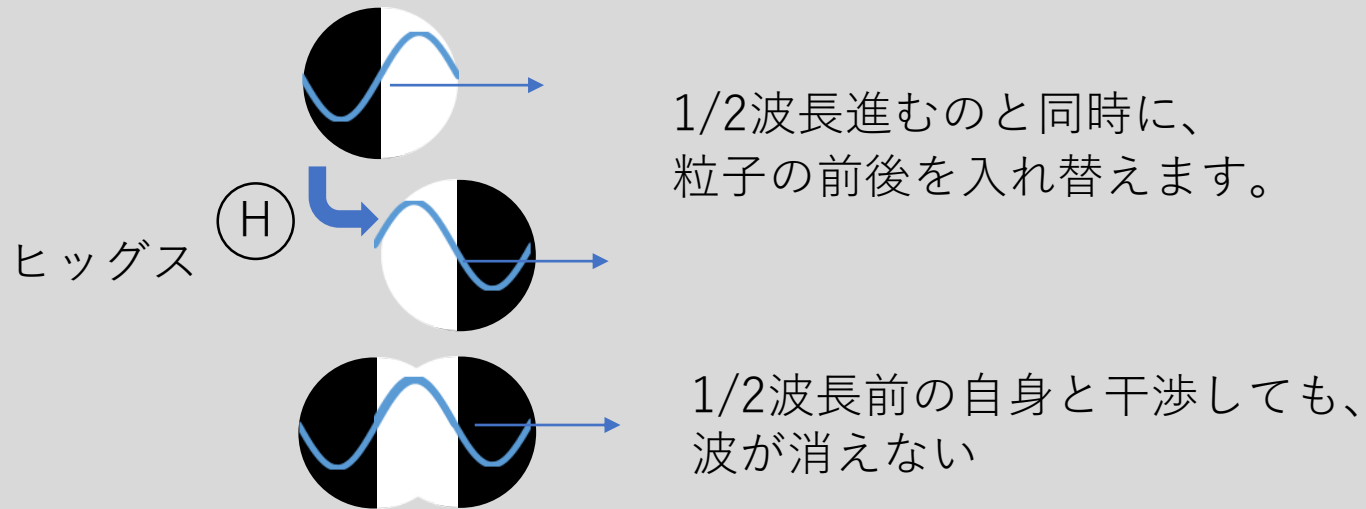 1/2波長進むのと同時に、
粒子の前後を入れ替えます。
H
ヒッグス
1/2波長前の自身と干渉しても、
波が消えない